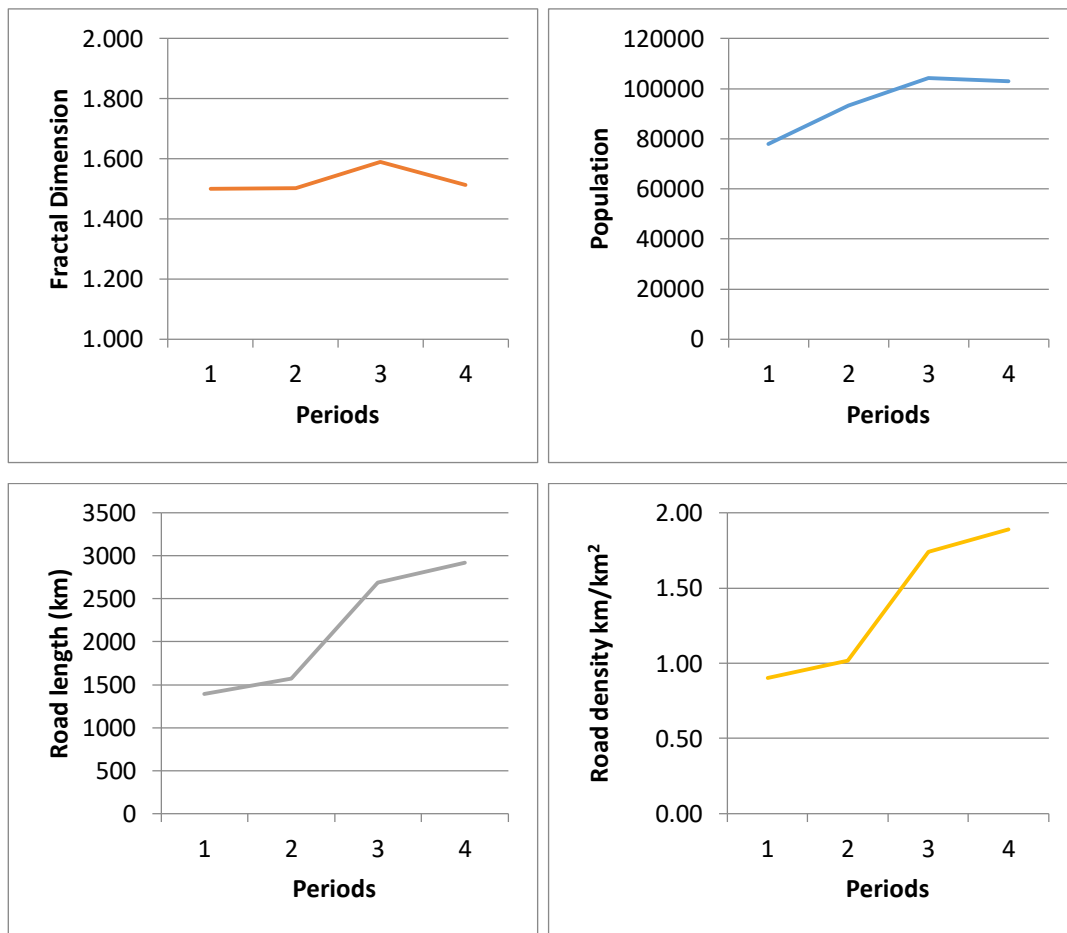 Fractal Dimension
2.000
1.800
1.600
1.400
1.200
1.000
1 2 3 4
Periods
Population
120000
100000
80000
60000
40000
20000
0
1 2 3 4
Periods
Road length (km)
3500
3000
2500
2000
1500
1000
500
0
1 2 3 4
Periods
Road density km/km²
2.00
1.50
1.00
0.50
0.00
1 2 3 4
Periods